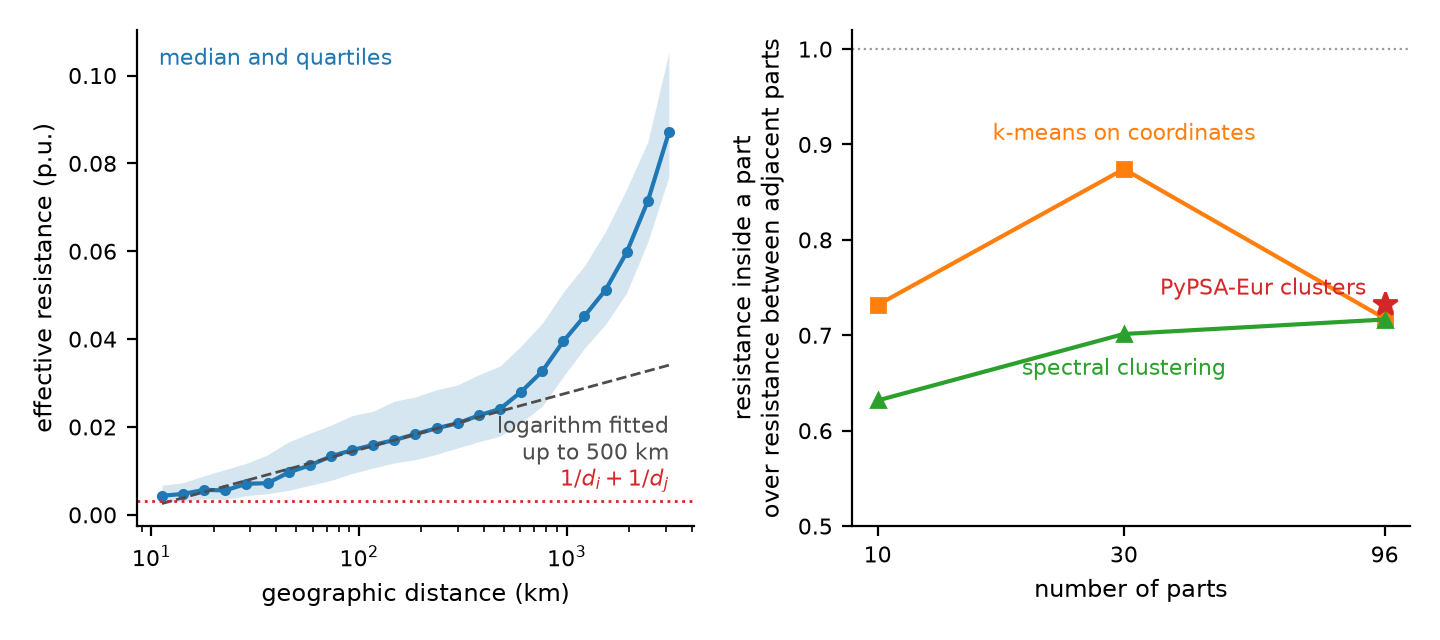 median and quartiles
effective resistance (p.u.)
0.10
0.08
0.06
0.04
0.02
0.00
logarithm fitted
up to 500 km
1/d_i + 1/d_j
10^1
10^2
10^3
geographic distance (km)
resistance inside a part
over resistance between adjacent parts
1.0
0.9
0.8
0.7
0.6
0.5
k-means on coordinates
PyPSA-Eur clusters
spectral clustering
10
30
96
number of parts